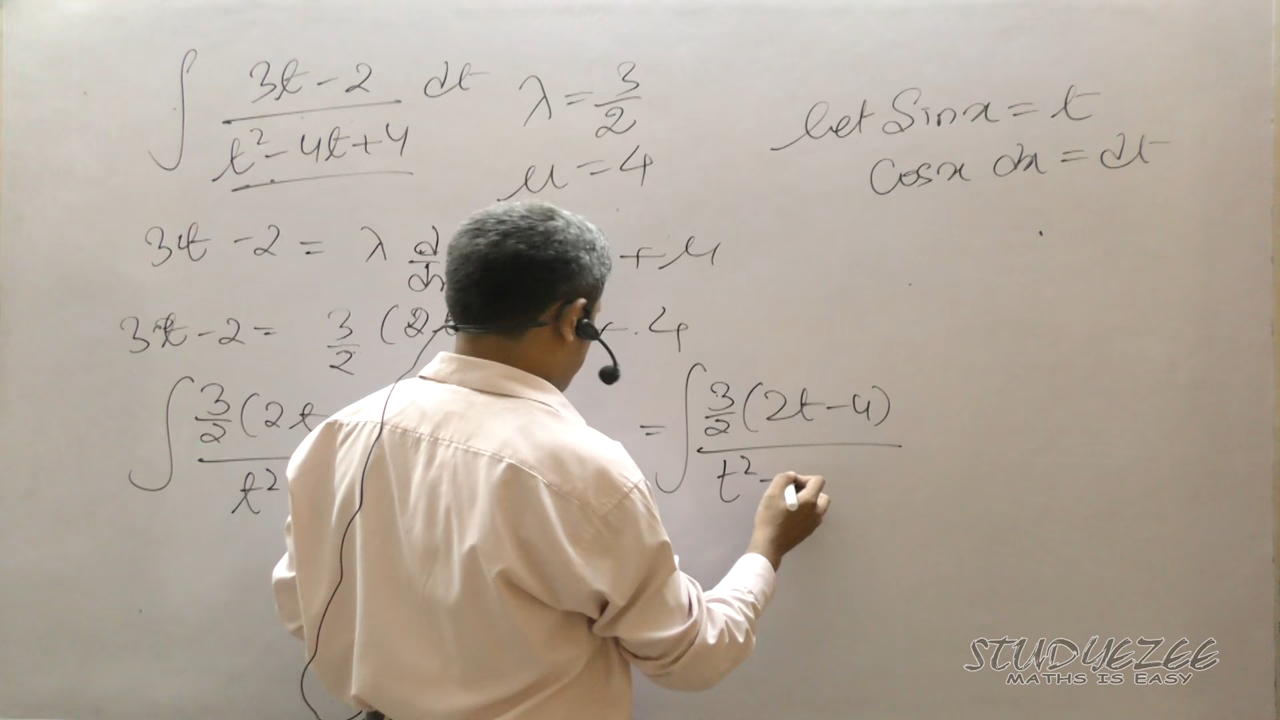 ∫ 3t - 2 / t² - 4t + 4 dt
λ = 3/2
μ = 4
let Sin x = t
Cos x dx = dt
3t - 2 = λ d + μ
3t - 2 = 3/2 (2 4
∫ 3/2 (2t
t²
= ∫ 3/2 (2t - 4) / t² -
STUDYEZEE
MATHS IS EASY